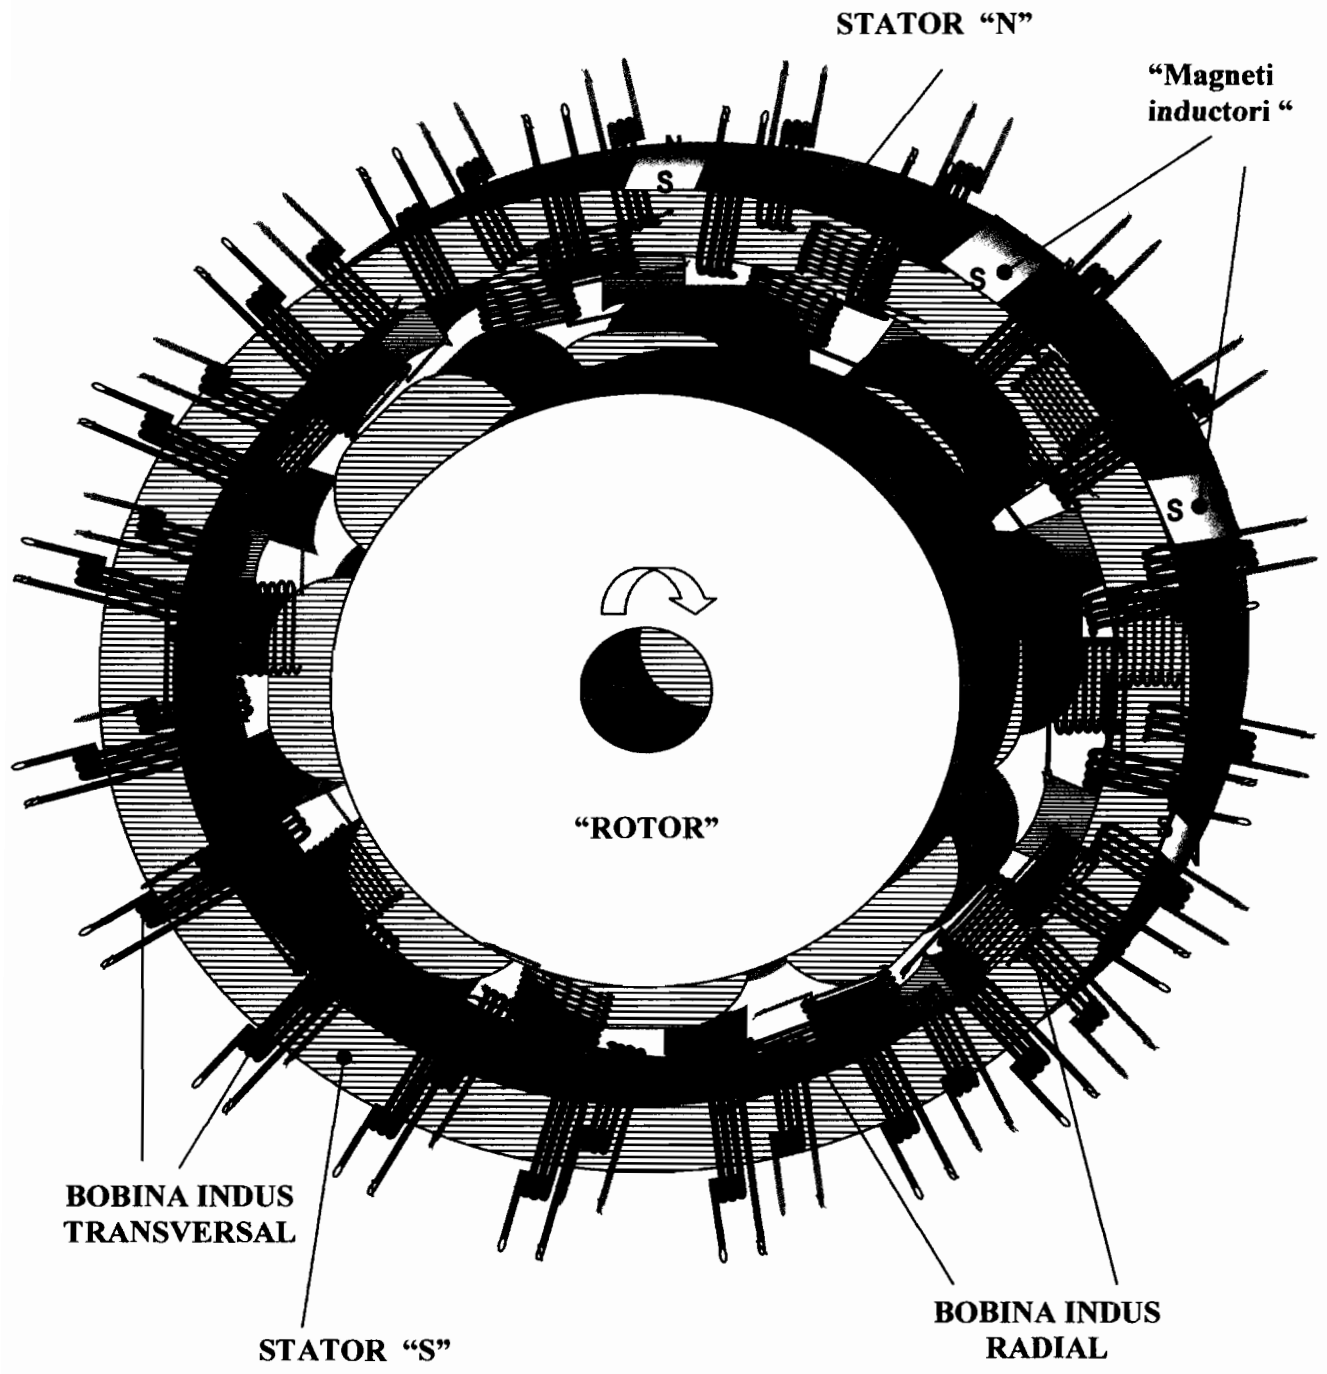 STATOR “N”
“Magneti
inductori “
N
S
S
S
“ROTOR”
BOBINA INDUS
TRANSVERSAL
STATOR “S”
BOBINA INDUS
RADIAL